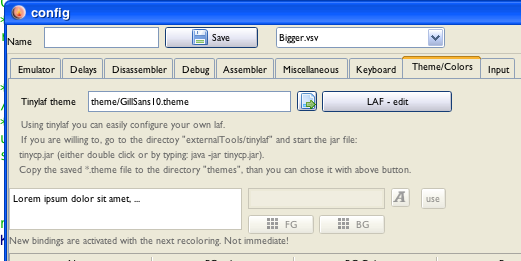 config
Name
Save
Bigger.vsv
Emulator
Delays
Disassembler
Debug
Assembler
Miscellaneous
Keyboard
Theme/Colors
Input
Tinylaf theme
theme/GillSans10.theme
LAF - edit
Using tinylaf you can easily configure your own laf.
If you are willing to, go to the directoy "externalTools/tinylaf" and start the jar file:
tinycp.jar (either double click or by typing: java -jar tinycp.jar).
Copy the saved *.theme file to the directory "themes", than you can chose it with above button.
Lorem ipsum dolor sit amet, ...
A
use
FG
BG
New bindings are activated with the next recoloring. Not immediate!